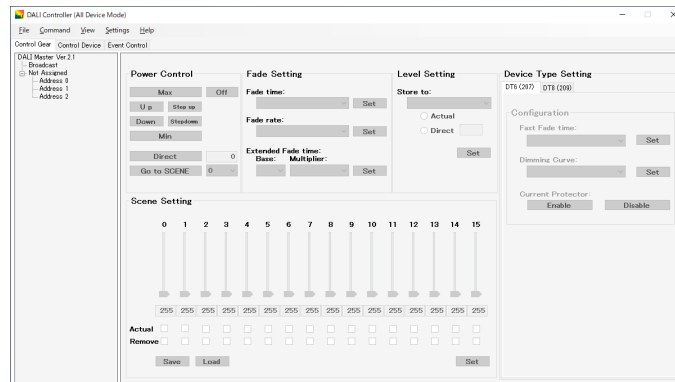 DALI Controller (All Device Mode)
File Command View Settings Help
Control Gear Control Device Event Control
DALI Master Ver.2.1
Broadcast
Not Assigned
Address 0
Address 1
Address 2
Power Control
Max Off
U p Step up
Down Stepdown
Min
Direct 0
Go to SCENE 0
Fade Setting
Fade time:
Set
Fade rate:
Set
Extended Fade time:
Base: Multiplier:
Set
Level Setting
Store to:
Actual
Direct
Set
Device Type Setting
DT6 (207) DT8 (209)
Configuration
Fast Fade time:
Set
Dimming Curve:
Set
Current Protector:
Enable Disable
Scene Setting
0 1 2 3 4 5 6 7 8 9 10 11 12 13 14 15
255 255 255 255 255 255 255 255 255 255 255 255 255 255 255 255
Actual
Remove
Save Load Set